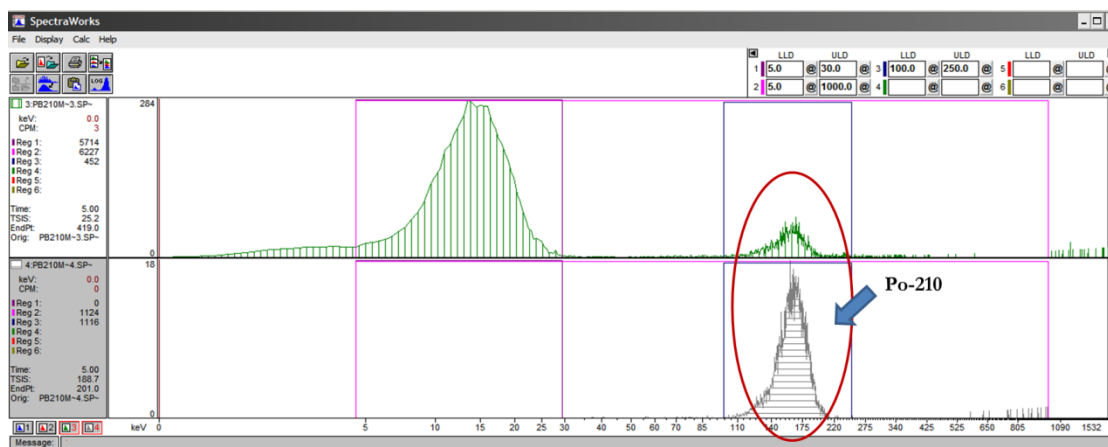 SpectraWorks
File Display Calc Help
LLD ULD LLD ULD LLD ULD
1 5.0 @ 30.0 @ 3 100.0 @ 250.0 @ 5 @ @
2 5.0 @ 1000.0 @ 4 @ @ 6 @ @
LOG
3:PB210M~3.SP~
keV: 0.0
CPM: 3
Reg 1: 5714
Reg 2: 6227
Reg 3: 452
Reg 4:
Reg 5:
Reg 6:
Time: 5.00
TSIS: 25.2
EndPt: 419.0
Orig: PB210M~3.SP~
284
0
4:PB210M~4.SP~
keV: 0.0
CPM: 0
Reg 1: 0
Reg 2: 1124
Reg 3: 1116
Reg 4:
Reg 5:
Reg 6:
Time: 5.00
TSIS: 188.7
EndPt: 201.0
Orig: PB210M~4.SP~
18
0
Po-210
1 2 3 4 keV 0 5 10 15 20 25 30 40 50 60 70 85 110 140 175 220 275 340 425 525 650 815 1090 1532
Message: